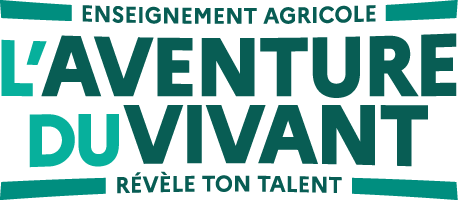 ENSEIGNEMENT AGRICOLE
L'AVENTURE
DU VIVANT
RÉVÈLE TON TALENT